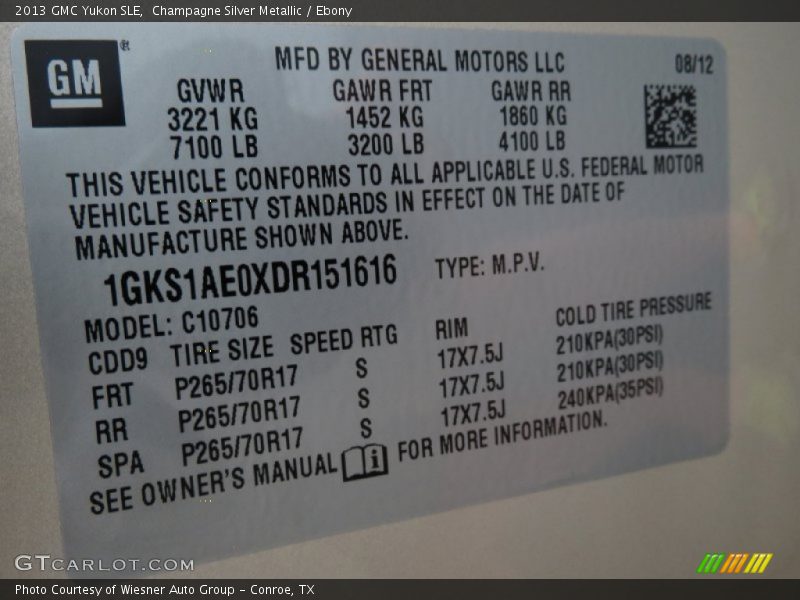 2013 GMC Yukon SLE,  Champagne Silver Metallic / Ebony
GM®
MFD BY GENERAL MOTORS LLC 08/12
GVWR GAWR FRT GAWR RR
3221 KG 1452 KG 1860 KG
7100 LB 3200 LB 4100 LB
THIS VEHICLE CONFORMS TO ALL APPLICABLE U.S. FEDERAL MOTOR
VEHICLE SAFETY STANDARDS IN EFFECT ON THE DATE OF
MANUFACTURE SHOWN ABOVE.
1GKS1AE0XDR151616 TYPE: M.P.V.
MODEL: C10706
CDD9 TIRE SIZE SPEED RTG RIM COLD TIRE PRESSURE
FRT P265/70R17 S 17X7.5J 210KPA(30PSI)
RR P265/70R17 S 17X7.5J 210KPA(30PSI)
SPA P265/70R17 S 17X7.5J 240KPA(35PSI)
SEE OWNER'S MANUAL i FOR MORE INFORMATION.
GTCARLOT.COM
Photo Courtesy of Wiesner Auto Group - Conroe, TX